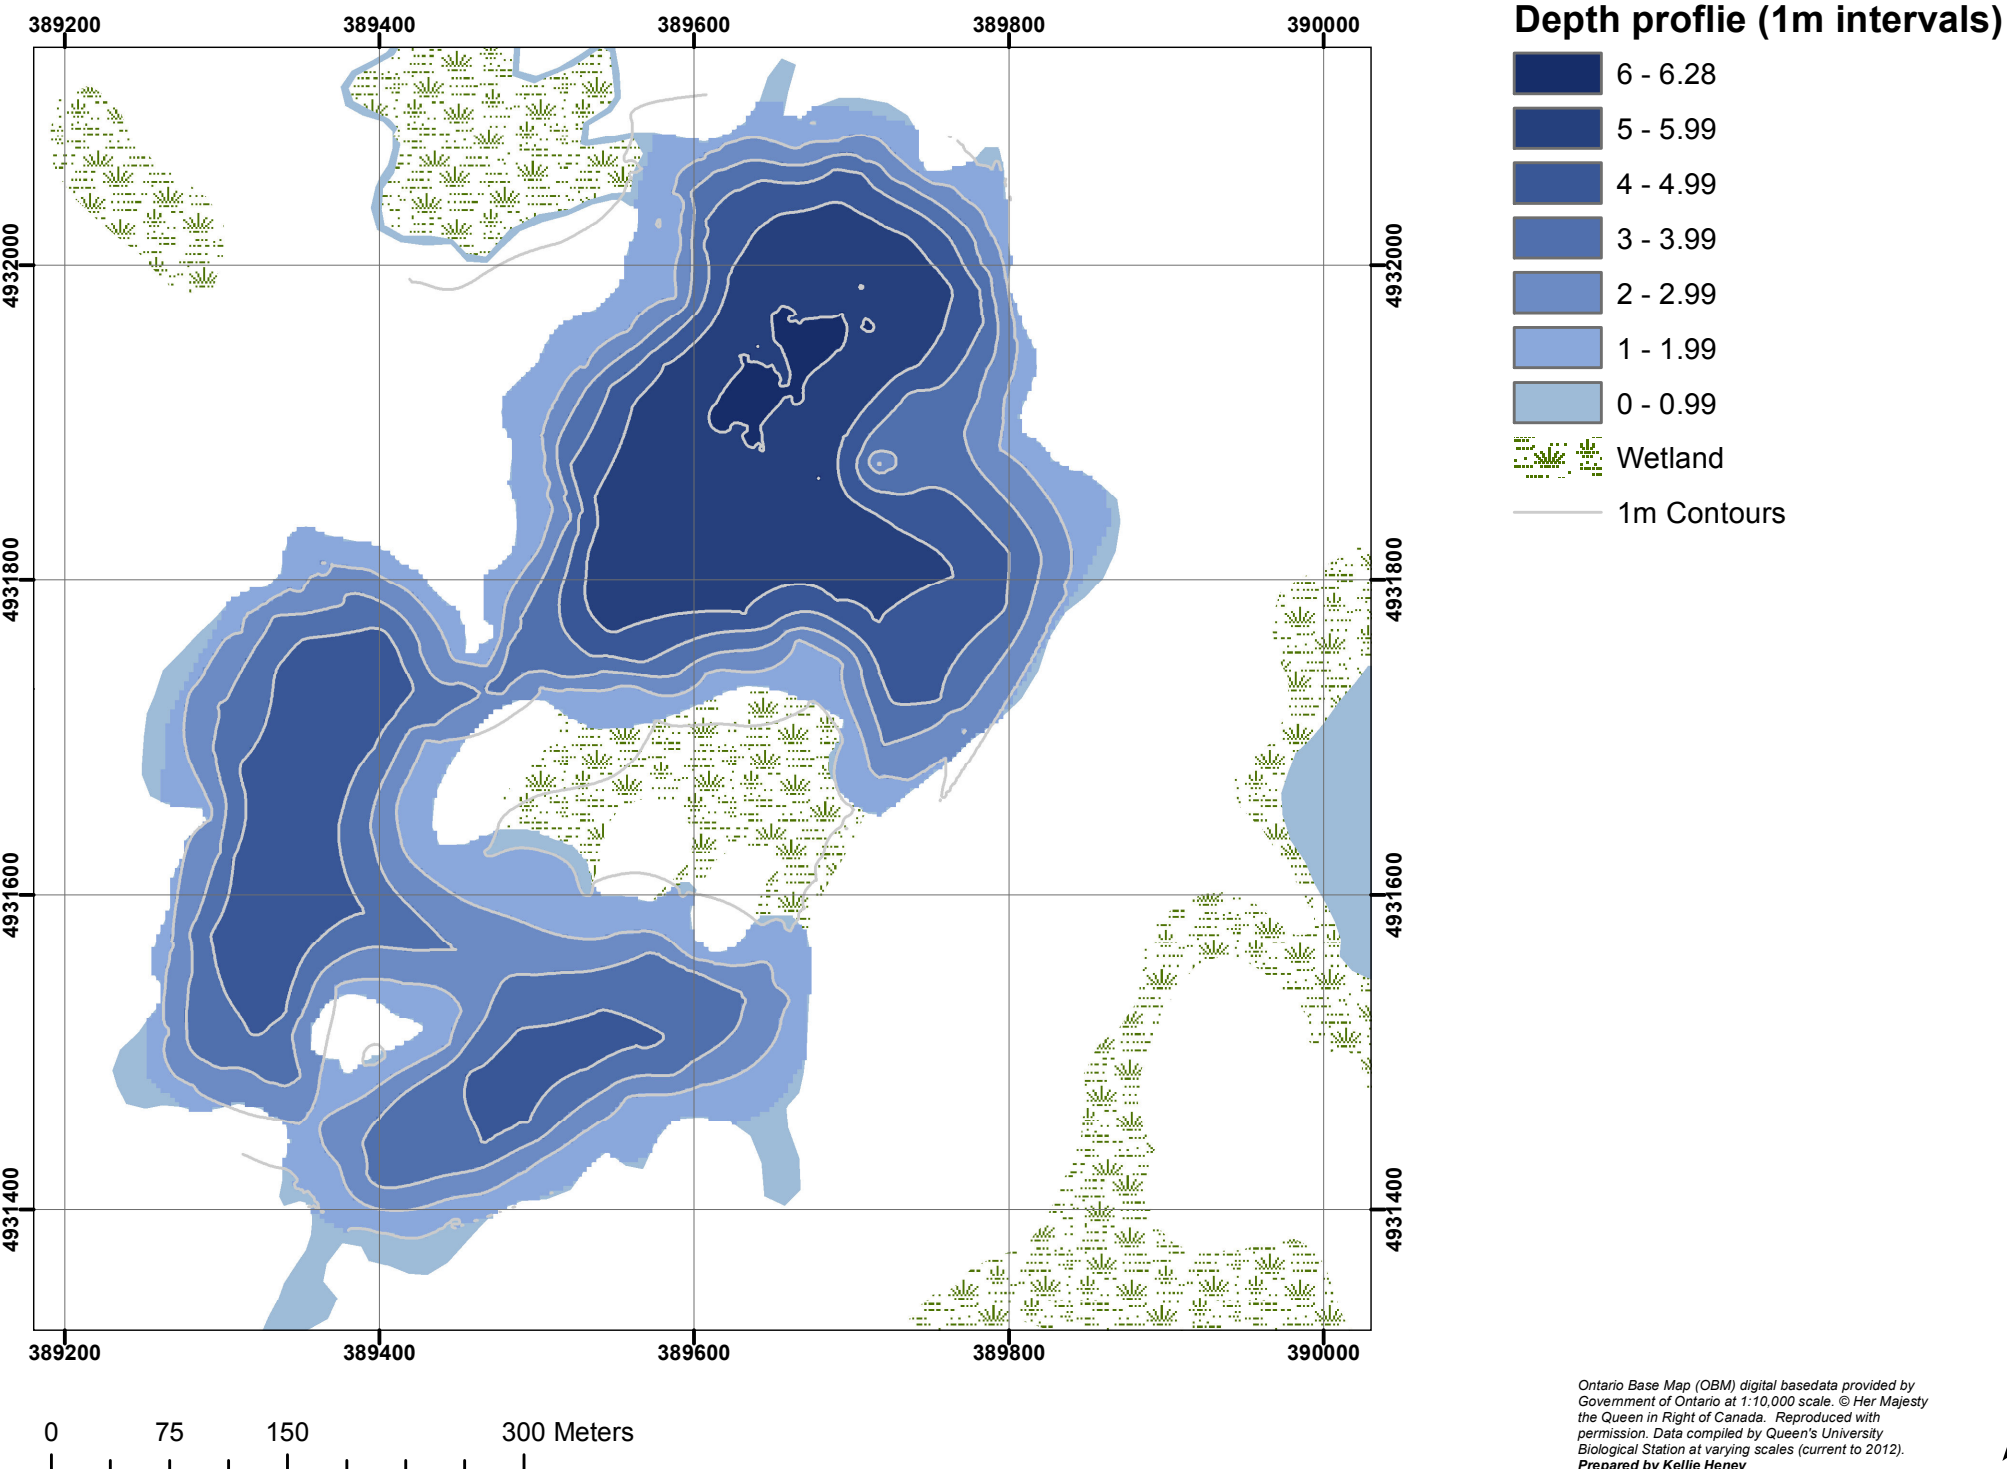 389200 389400 389600 389800 390000
Depth proflie (1m intervals)
6 - 6.28
5 - 5.99
4 - 4.99
3 - 3.99
2 - 2.99
1 - 1.99
0 - 0.99
Wetland
1m Contours
4932000
4931800
4931600
4931400
4932000
4931800
4931600
4931400
389200 389400 389600 389800 390000
0 75 150 300 Meters
Ontario Base Map (OBM) digital basedata provided by
Government of Ontario at 1:10,000 scale. © Her Majesty
the Queen in Right of Canada. Reproduced with
permission. Data compiled by Queen's University
Biological Station at varying scales (current to 2012).
Prepared by Kellie Heney